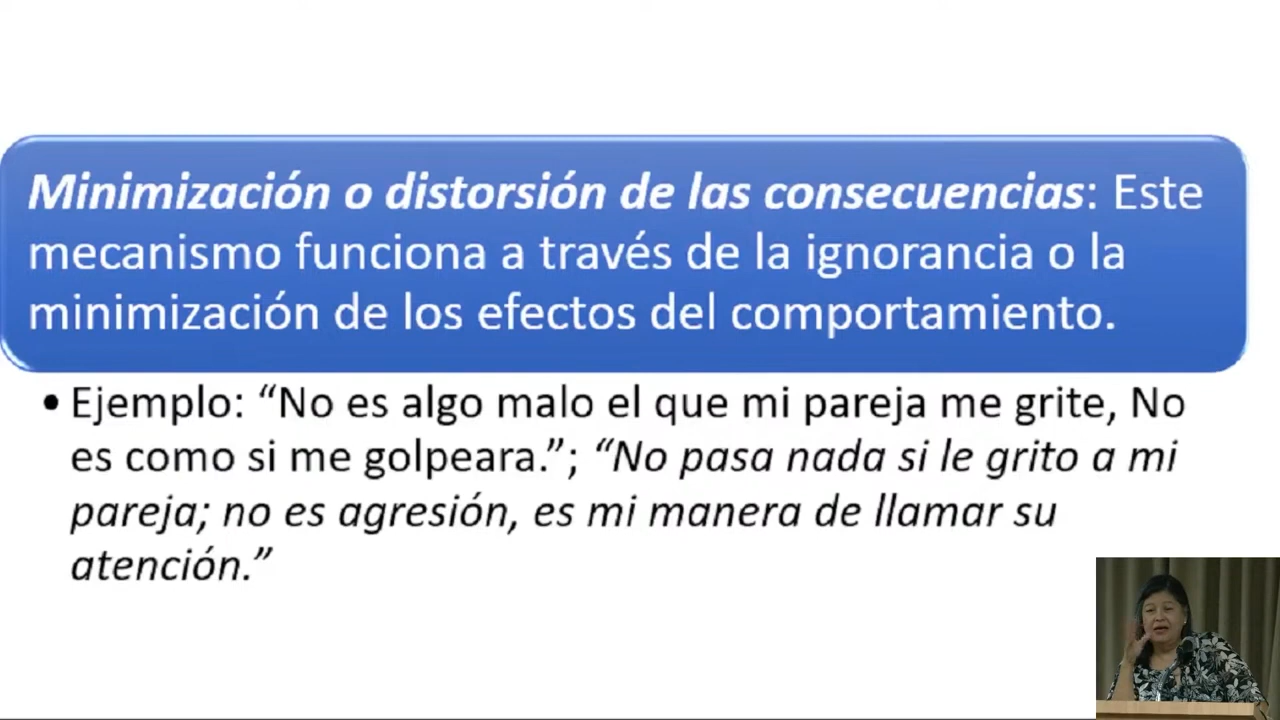 Minimización o distorsión de las consecuencias: Este
mecanismo funciona a través de la ignorancia o la
minimización de los efectos del comportamiento.
• Ejemplo: “No es algo malo el que mi pareja me grite, No
es como si me golpeara.”; “No pasa nada si le grito a mi
pareja; no es agresión, es mi manera de llamar su
atención.”